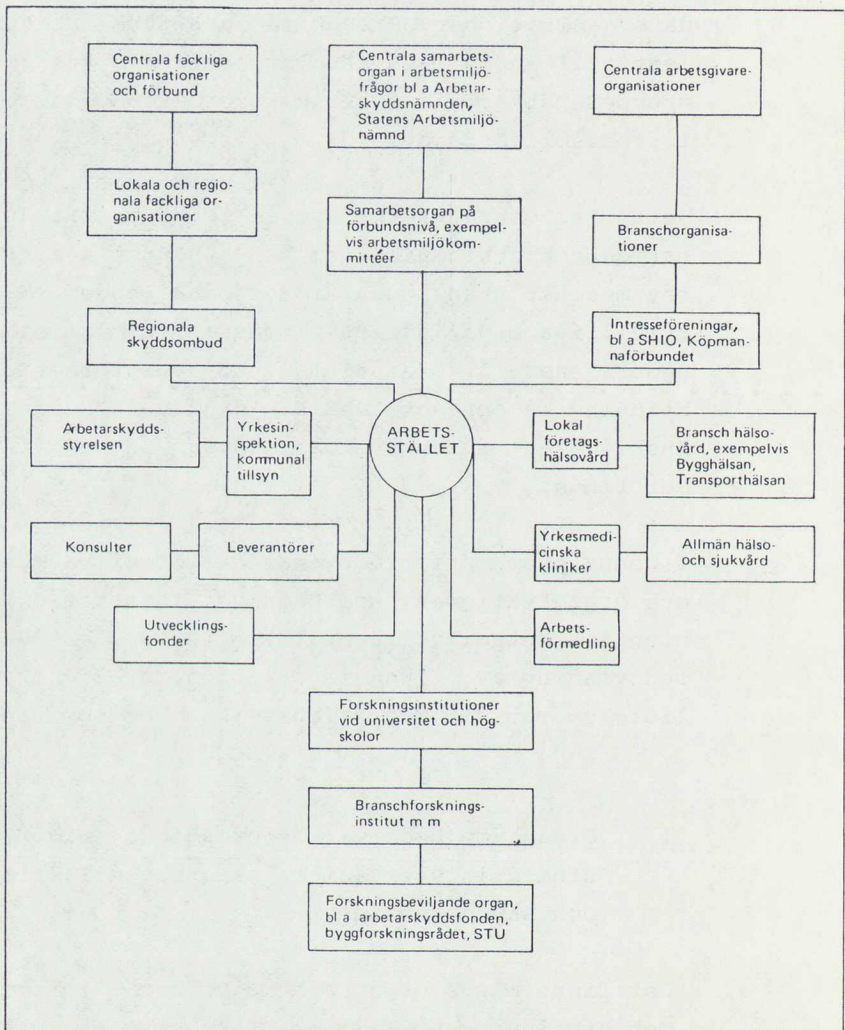 Centrala fackliga
organisationer
och förbund
Centrala samarbets-
organ i arbetsmiljö-
frågor bl a Arbetar-
skyddsnämnden,
Statens Arbetsmiljö-
nämnd
Centrala arbetsgivare-
organisationer
Lokala och regio-
nala fackliga or-
ganisationer
Samarbetsorgan på
förbundsnivå, exempel-
vis arbetsmiljökom-
mittéer
Branschorganisa-
tioner
Regionala
skyddsombud
Intresseföreningar,
bl a SHIO, Köpman-
naförbundet
Arbetarskydds-
styrelsen
Yrkesin-
spektion,
kommunal
tillsyn
ARBETS-
STÄLLET
Lokal
företags-
hälsovård
Bransch hälso-
vård, exempelvis
Bygghälsan,
Transporthälsan
Konsulter
Leverantörer
Yrkesmedi-
cinska
kliniker
Allmän hälso-
och sjukvård
Utvecklings-
fonder
Arbets-
förmedling
Forskningsinstitutioner
vid universitet och hög-
skolor
Branschforsknings-
institut m m
Forskningsbeviljande organ,
bl a arbetarskyddsfonden,
byggforskningsrådet, STU